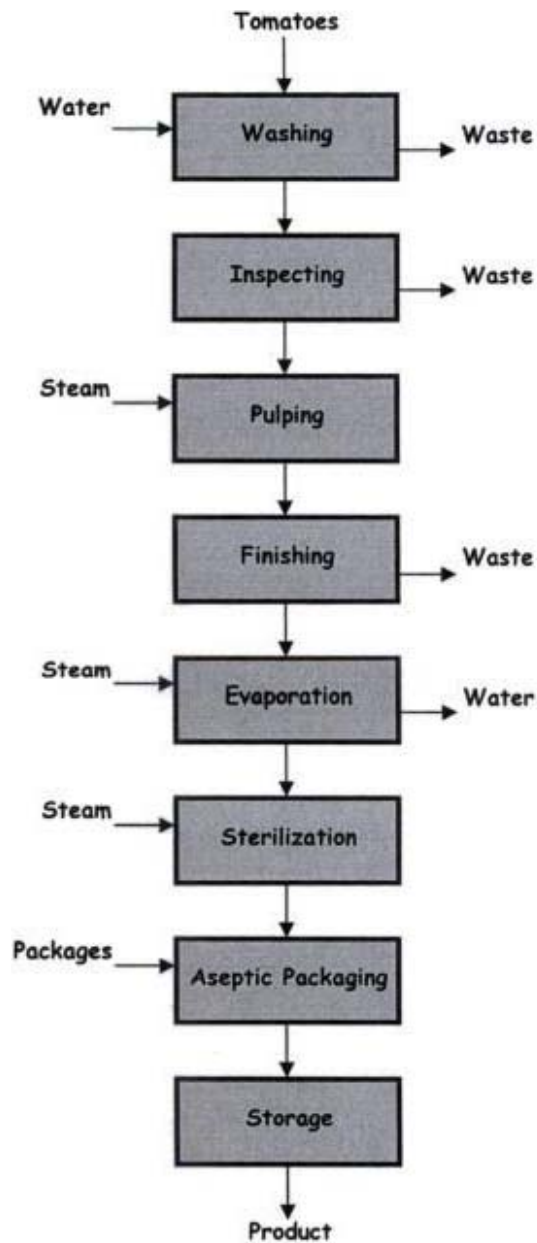 Tomatoes
Water
Washing
Waste
Inspecting
Waste
Steam
Pulping
Finishing
Waste
Steam
Evaporation
Water
Steam
Sterilization
Packages
Aseptic Packaging
Storage
Product